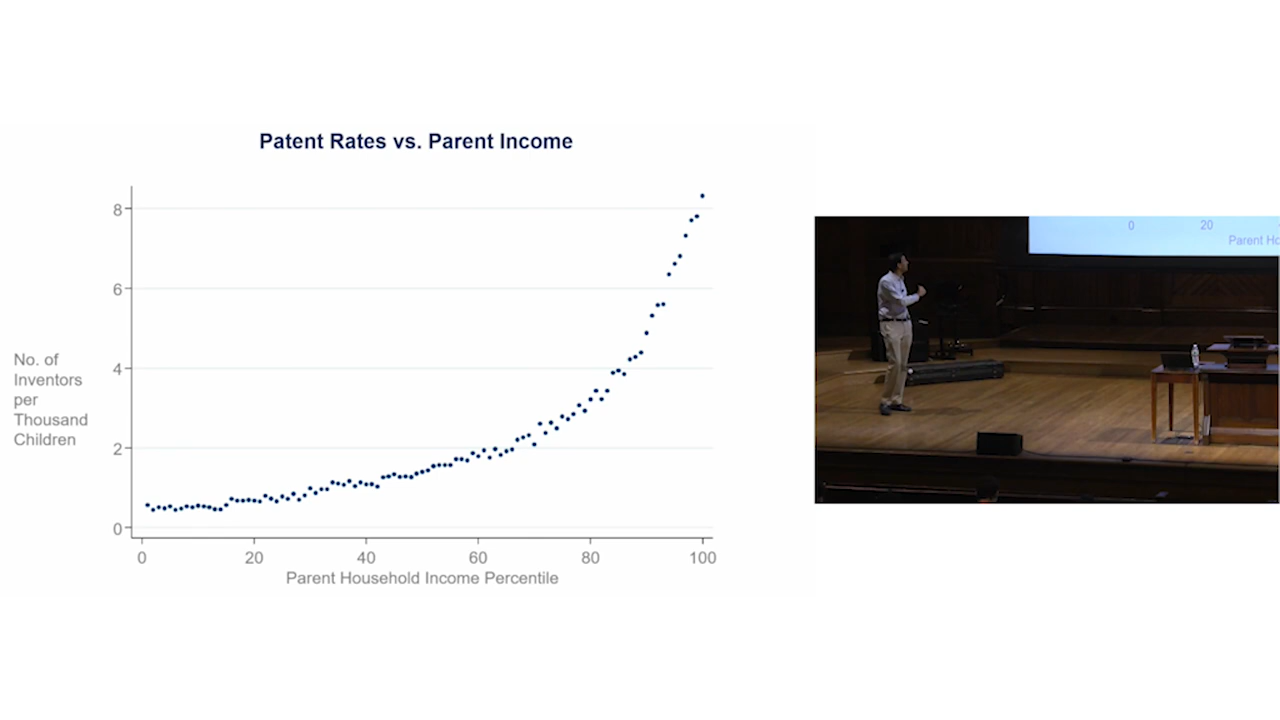 Patent Rates vs. Parent Income
8
6
4
2
0
No. of
Inventors
per
Thousand
Children
0 20 40 60 80 100
Parent Household Income Percentile
0 20
Parent Ho